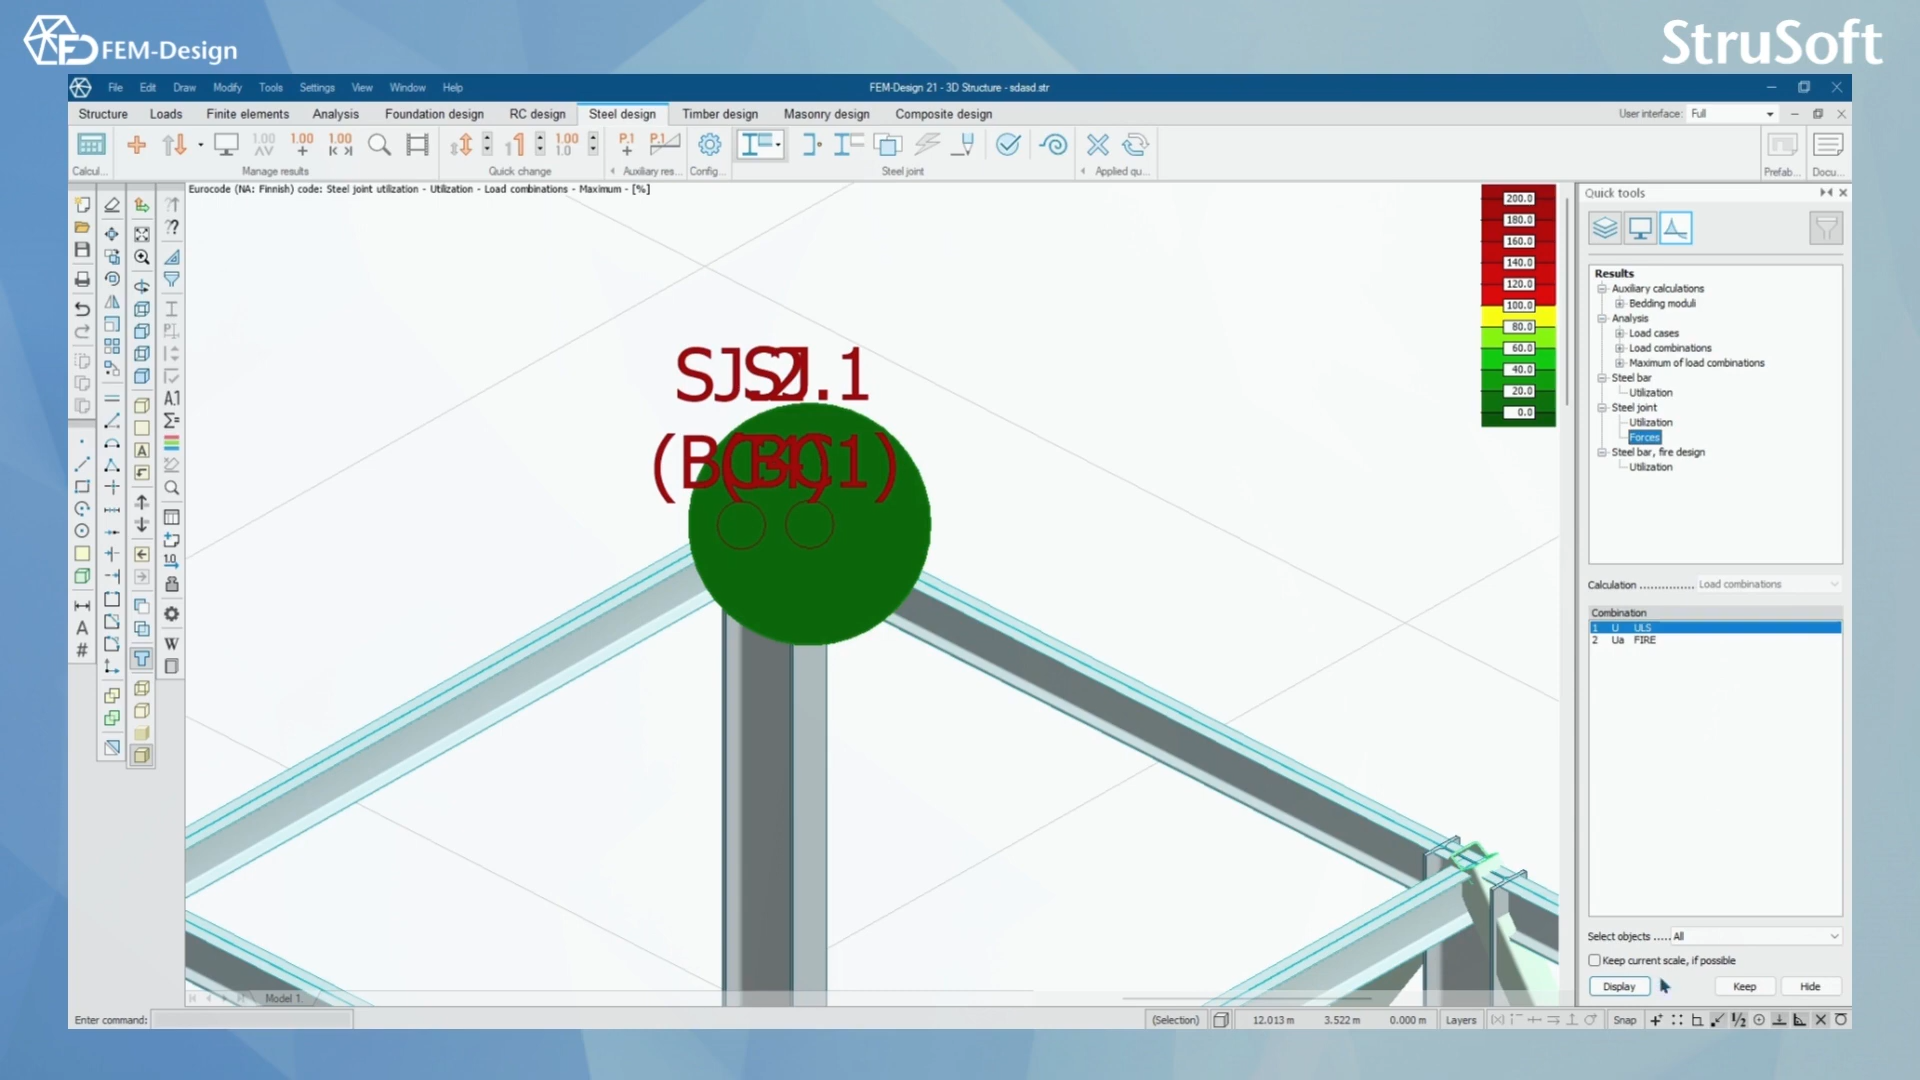 FEM-Design
StruSoft
File Edit Draw Modify Tools Settings View Window Help
FEM-Design 21 - 3D Structure - sdasd.str
Structure Loads Finite elements Analysis Foundation design RC design Steel design Timber design Masonry design Composite design
User interface: Full
Calcul... Manage results Quick change Auxiliary res... Config... Steel joint Applied qu... Prefab... Docu...
Eurocode (NA: Finnish) code: Steel joint utilization - Utilization - Load combinations - Maximum - [%]
200.0
180.0
160.0
140.0
120.0
100.0
80.0
60.0
40.0
20.0
0.0
Quick tools
Results
Auxiliary calculations
Bedding moduli
Analysis
Load cases
Load combinations
Maximum of load combinations
Steel bar
Utilization
Steel joint
Utilization
Forces
Steel bar, fire design
Utilization
Calculation .............. Load combinations
Combination
1 U ULS
2 Ua FIRE
Select objects ..... All
Keep current scale, if possible
Display Keep Hide
Model 1
Enter command:
(Selection) 12.013 m 3.522 m 0.000 m Layers Snap